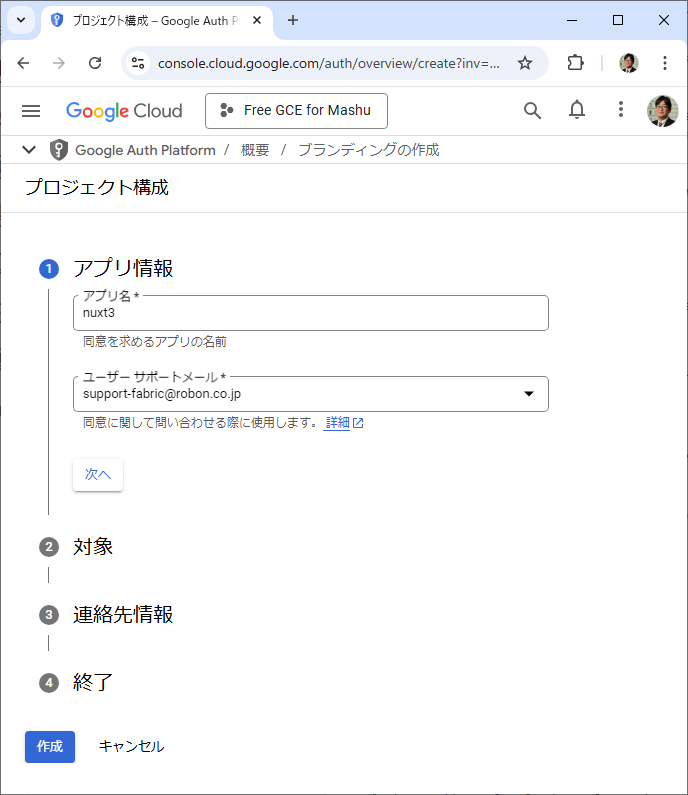 プロジェクト構成 – Google Auth P
console.cloud.google.com/auth/overview/create?inv=...
Google Cloud
Free GCE for Mashu
Google Auth Platform / 概要 / ブランディングの作成
プロジェクト構成
1 アプリ情報
アプリ名 *
nuxt3
同意を求めるアプリの名前
ユーザー サポートメール *
support-fabric@robon.co.jp
同意に関して問い合わせる際に使用します。 詳細
次へ
2 対象
3 連絡先情報
4 終了
作成 キャンセル